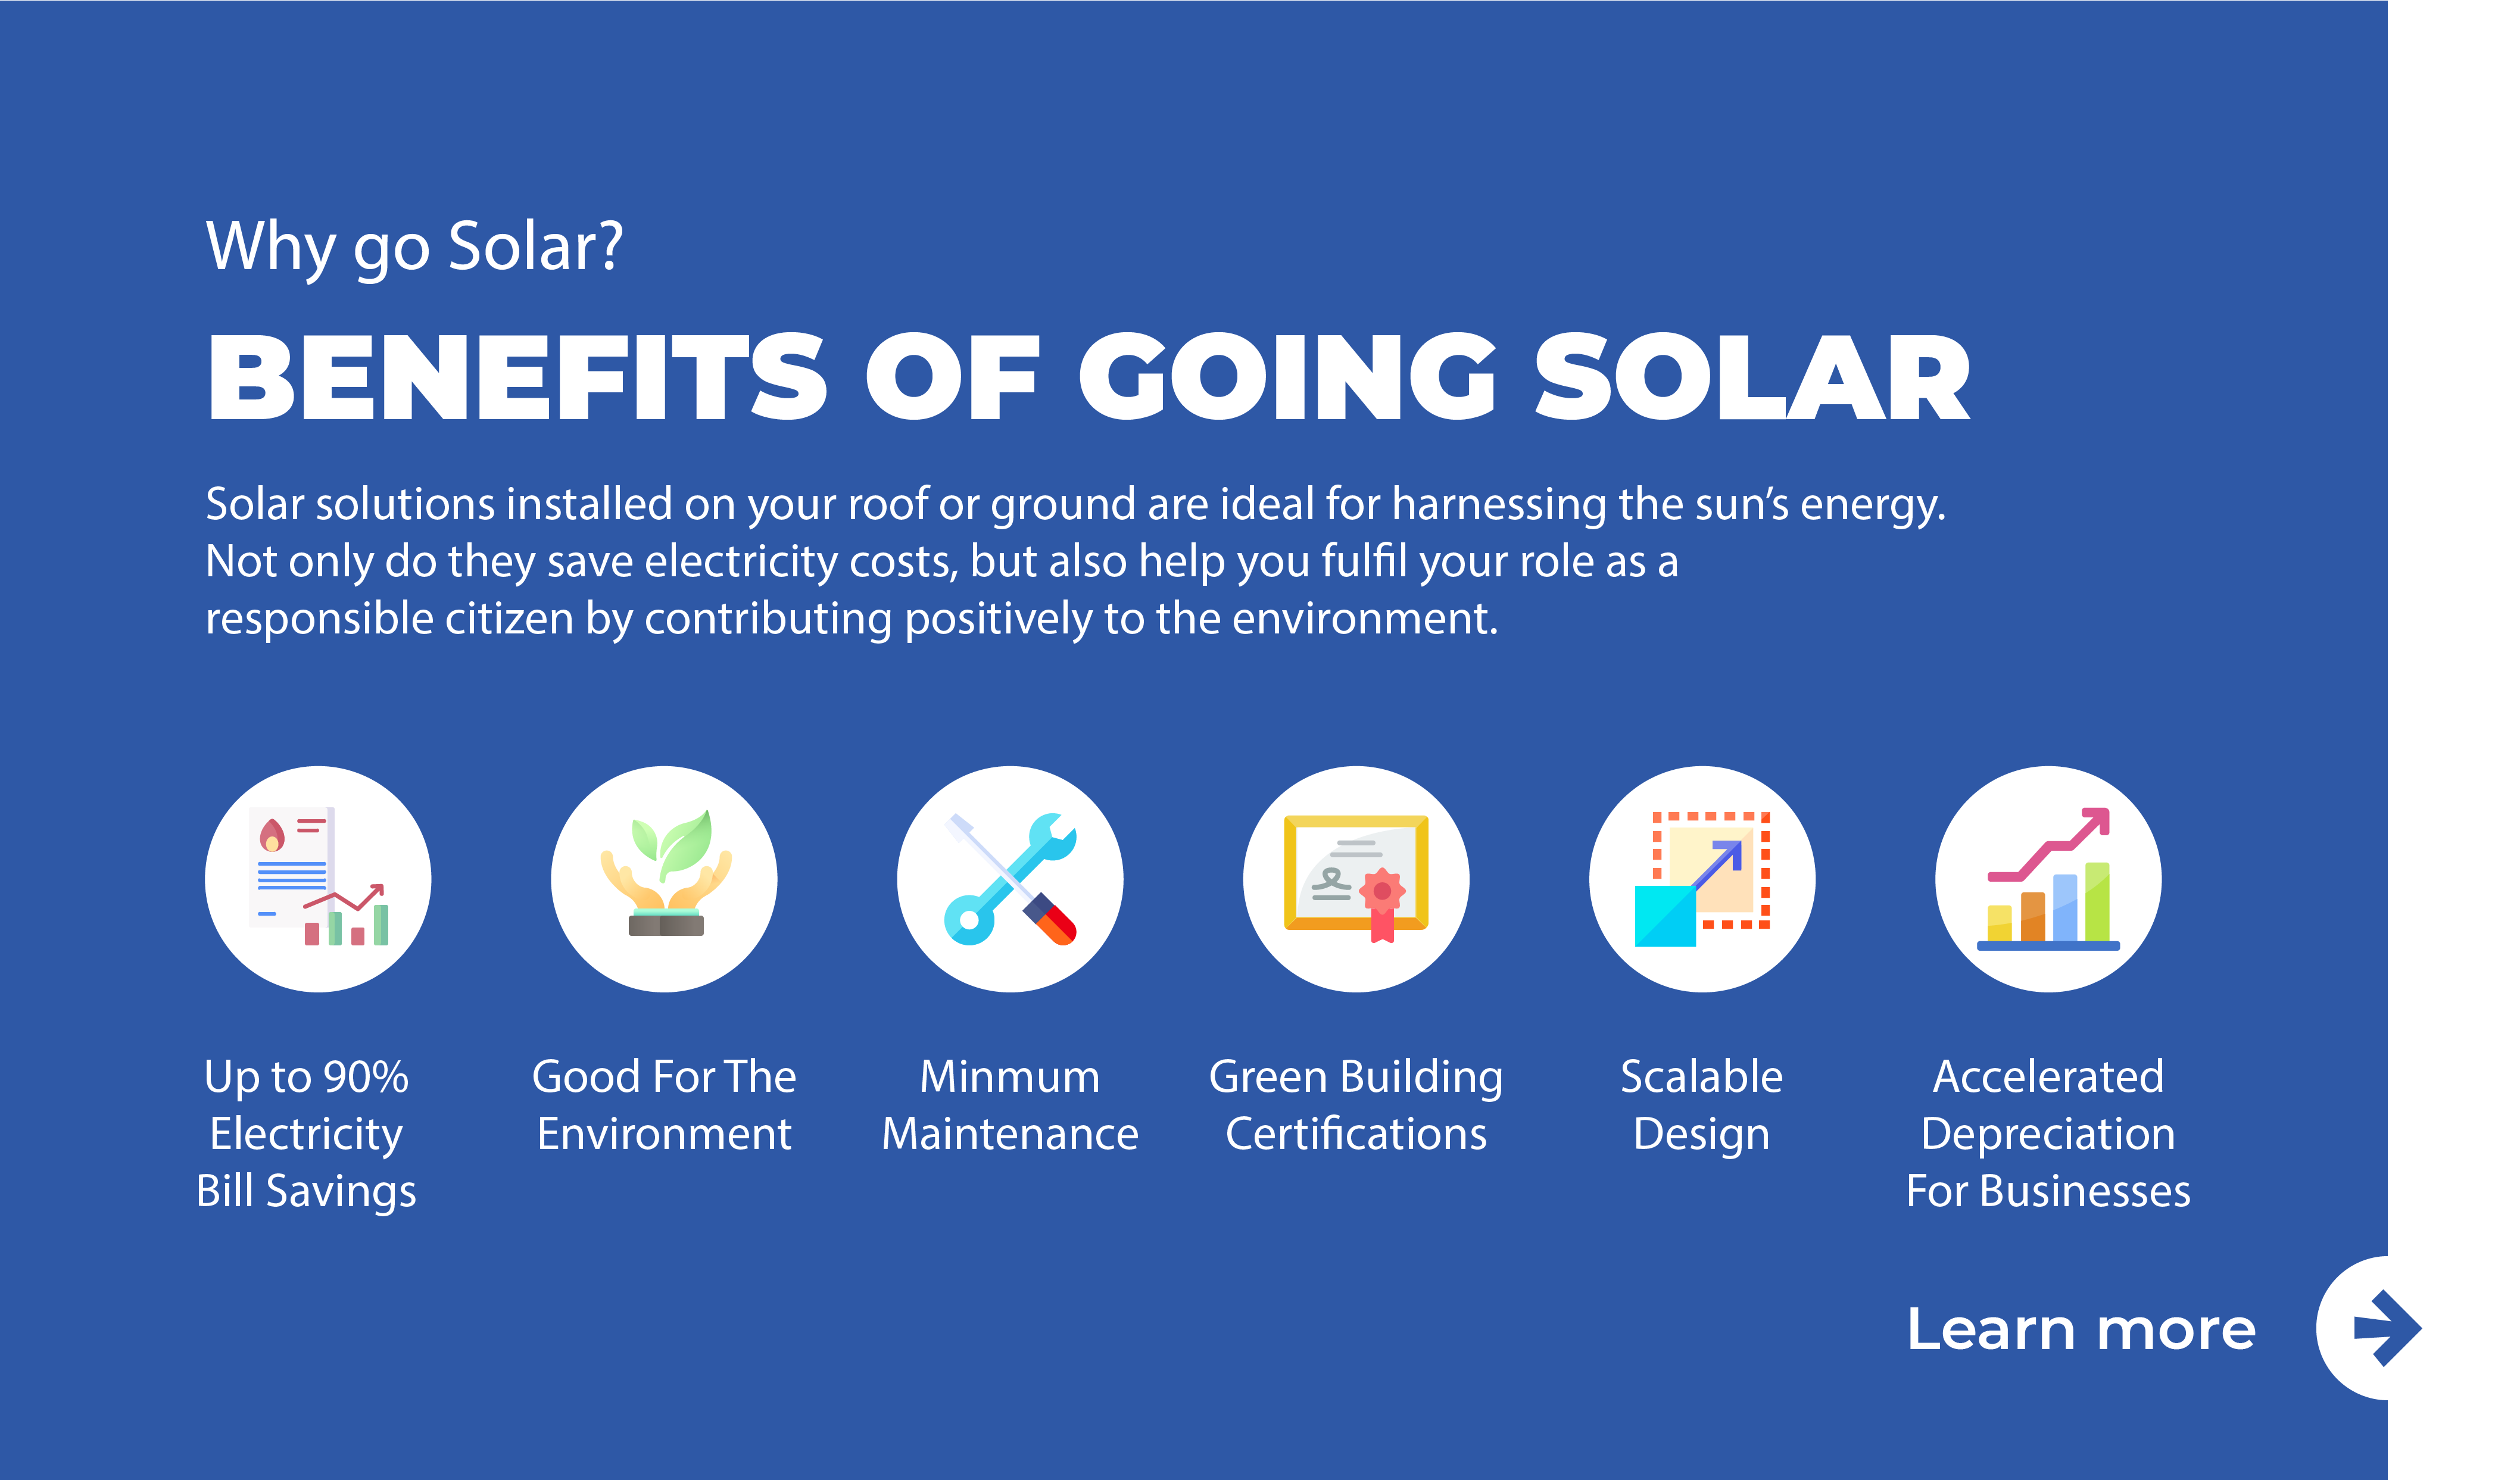 Why go Solar?
BENEFITS OF GOING SOLAR
Solar solutions installed on your roof or ground are ideal for harnessing the sun’s energy.
Not only do they save electricity costs, but also help you fulfil your role as a
responsible citizen by contributing positively to the environment.
Up to 90%
Electricity
Bill Savings
Good For The
Environment
Minmum
Maintenance
Green Building
Certifications
Scalable
Design
Accelerated
Depreciation
For Businesses
Learn more